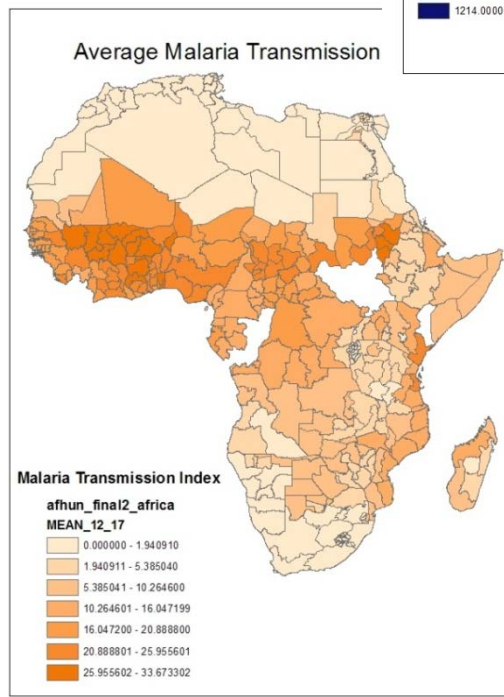 1214.0000
Average Malaria Transmission
Malaria Transmission Index
afhun_final2_africa
MEAN_12_17
0.000000 - 1.940910
1.940911 - 5.385040
5.385041 - 10.264600
10.264601 - 16.047199
16.047200 - 20.888800
20.888801 - 25.955601
25.955602 - 33.673302